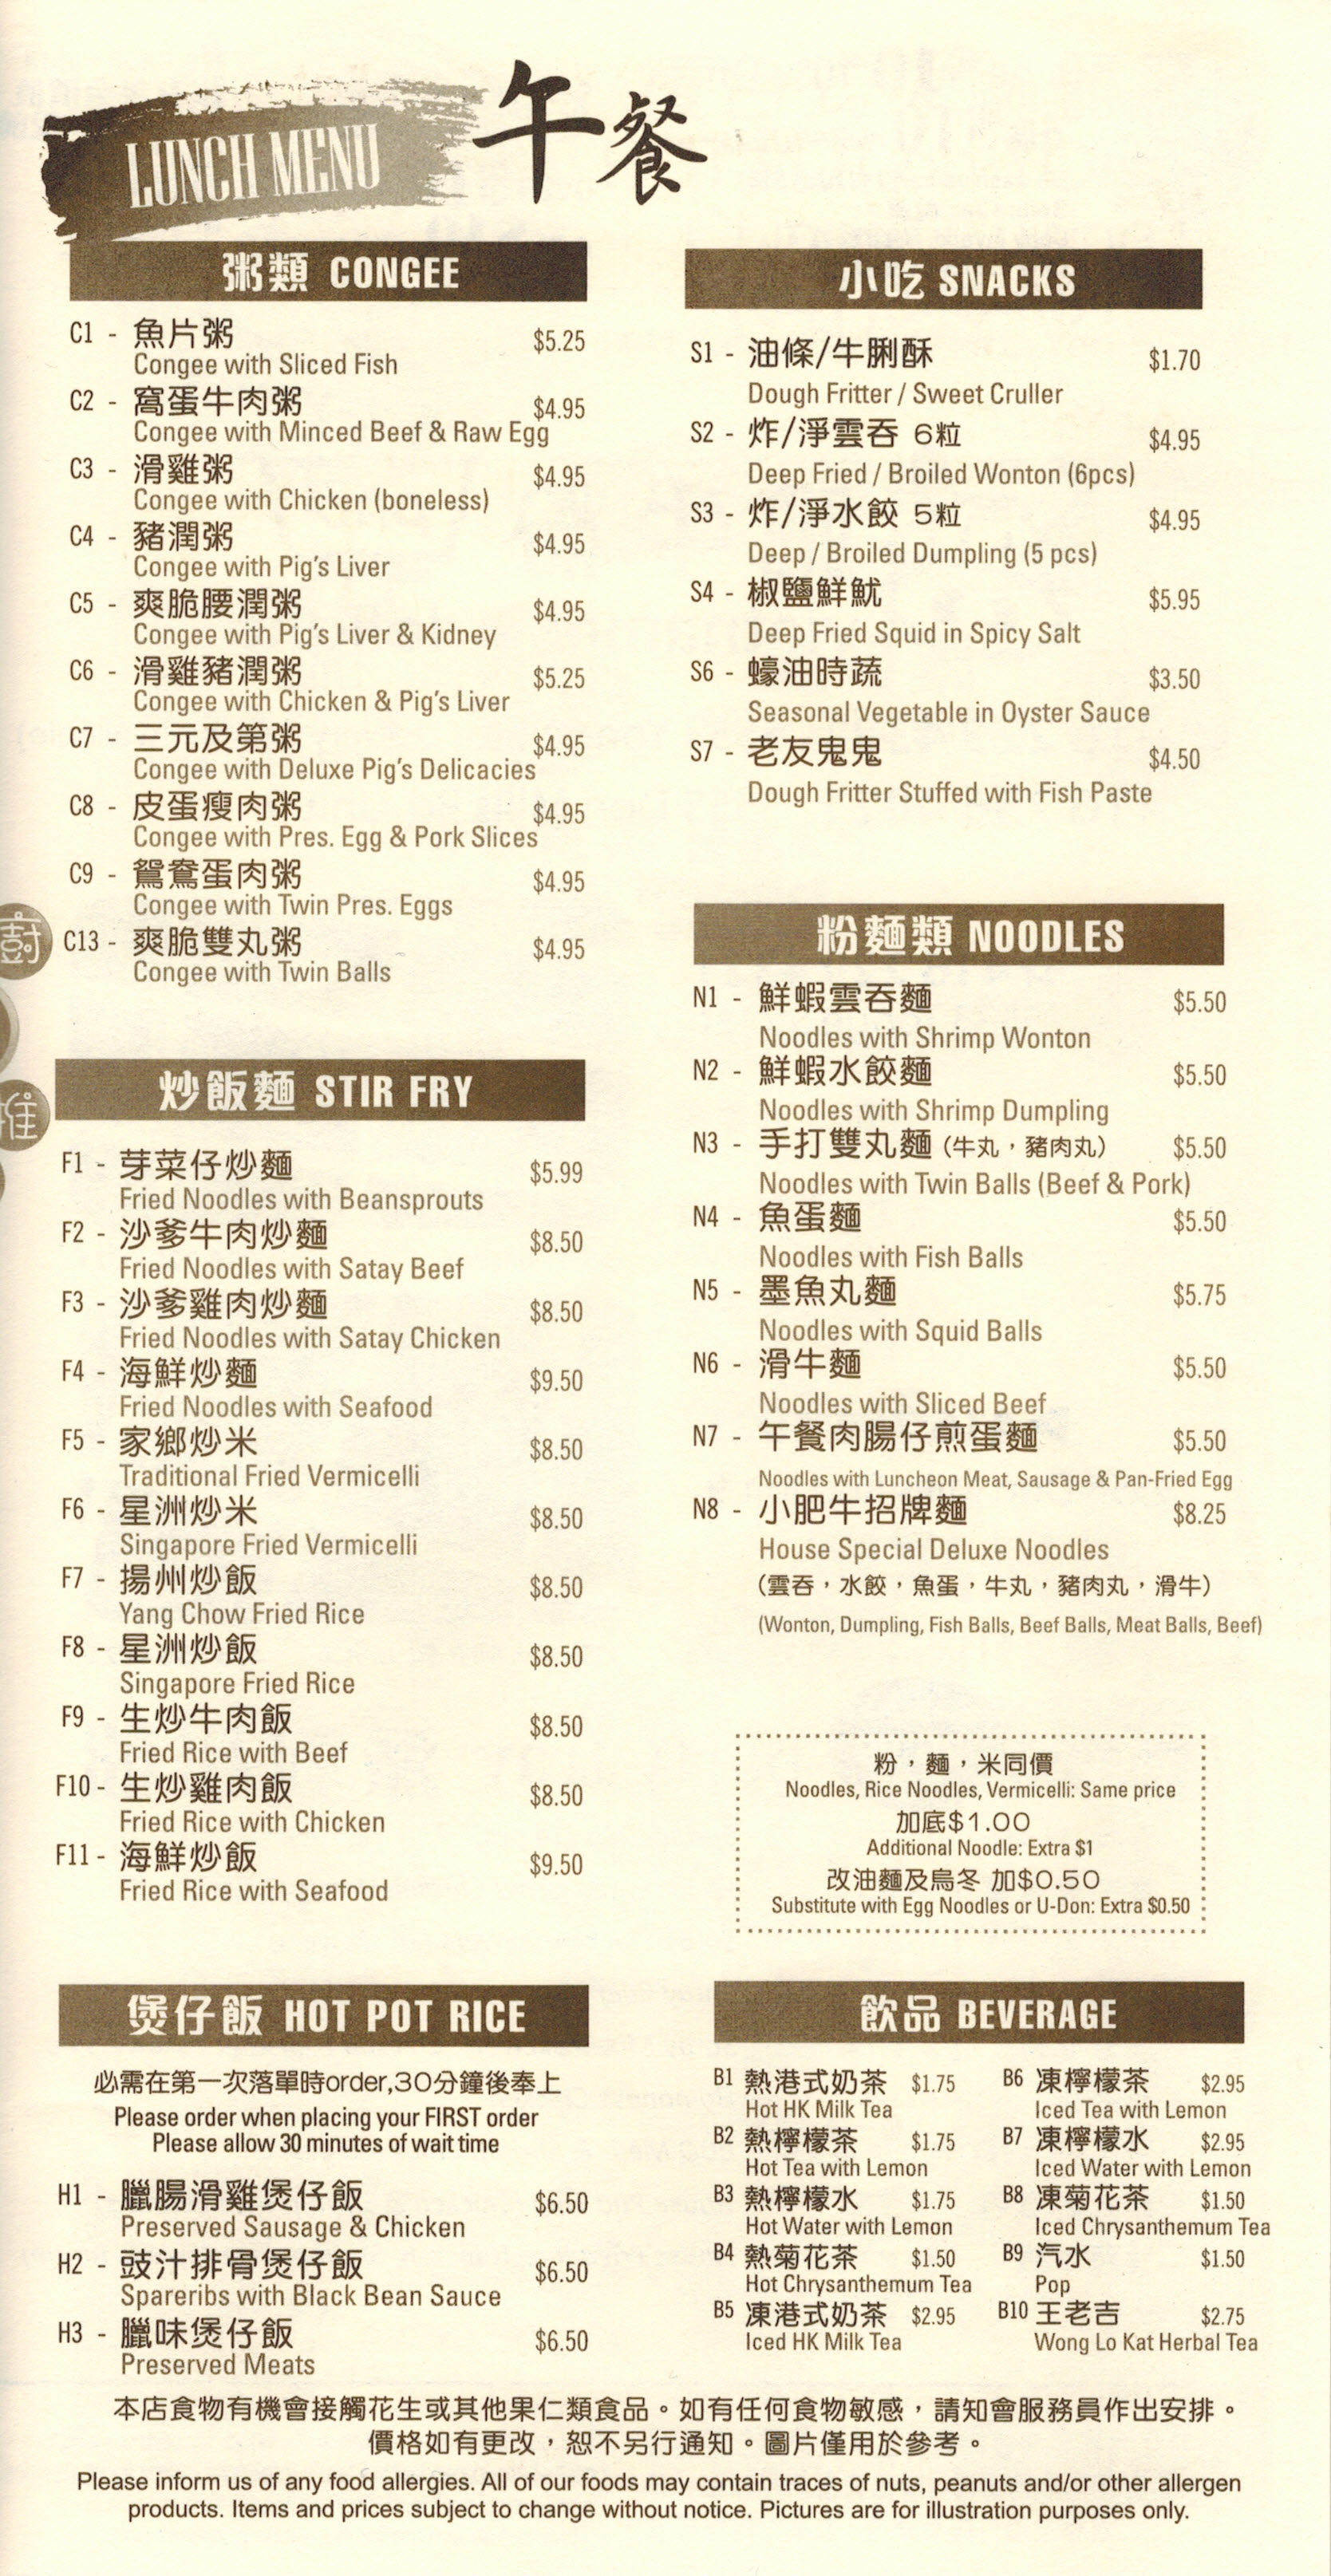 LUNCH MENU 午餐
粥類 CONGEE
C1 - 魚片粥 $5.25
Congee with Sliced Fish
C2 - 窩蛋牛肉粥 $4.95
Congee with Minced Beef & Raw Egg
C3 - 滑雞粥 $4.95
Congee with Chicken (boneless)
C4 - 豬潤粥 $4.95
Congee with Pig's Liver
C5 - 爽脆腰潤粥 $4.95
Congee with Pig's Liver & Kidney
C6 - 滑雞豬潤粥 $5.25
Congee with Chicken & Pig's Liver
C7 - 三元及第粥 $4.95
Congee with Deluxe Pig's Delicacies
C8 - 皮蛋瘦肉粥 $4.95
Congee with Pres. Egg & Pork Slices
C9 - 鴛鴦蛋肉粥 $4.95
Congee with Twin Pres. Eggs
C13 - 爽脆雙丸粥 $4.95
Congee with Twin Balls
炒飯麵 STIR FRY
F1 - 芽菜仔炒麵 $5.99
Fried Noodles with Beansprouts
F2 - 沙爹牛肉炒麵 $8.50
Fried Noodles with Satay Beef
F3 - 沙爹雞肉炒麵 $8.50
Fried Noodles with Satay Chicken
F4 - 海鮮炒麵 $9.50
Fried Noodles with Seafood
F5 - 家鄉炒米 $8.50
Traditional Fried Vermicelli
F6 - 星洲炒米 $8.50
Singapore Fried Vermicelli
F7 - 揚州炒飯 $8.50
Yang Chow Fried Rice
F8 - 星洲炒飯 $8.50
Singapore Fried Rice
F9 - 生炒牛肉飯 $8.50
Fried Rice with Beef
F10 - 生炒雞肉飯 $8.50
Fried Rice with Chicken
F11 - 海鮮炒飯 $9.50
Fried Rice with Seafood
煲仔飯 HOT POT RICE
必需在第一次落單時order,30分鐘後奉上
Please order when placing your FIRST order
Please allow 30 minutes of wait time
H1 - 臘腸滑雞煲仔飯 $6.50
Preserved Sausage & Chicken
H2 - 豉汁排骨煲仔飯 $6.50
Spareribs with Black Bean Sauce
H3 - 臘味煲仔飯 $6.50
Preserved Meats
小吃 SNACKS
S1 - 油條/牛脷酥 $1.70
Dough Fritter / Sweet Cruller
S2 - 炸/淨雲吞 6粒 $4.95
Deep Fried / Broiled Wonton (6pcs)
S3 - 炸/淨水餃 5粒 $4.95
Deep / Broiled Dumpling (5 pcs)
S4 - 椒鹽鮮魷 $5.95
Deep Fried Squid in Spicy Salt
S6 - 蠔油時蔬 $3.50
Seasonal Vegetable in Oyster Sauce
S7 - 老友鬼鬼 $4.50
Dough Fritter Stuffed with Fish Paste
粉麵類 NOODLES
N1 - 鮮蝦雲吞麵 $5.50
Noodles with Shrimp Wonton
N2 - 鮮蝦水餃麵 $5.50
Noodles with Shrimp Dumpling
N3 - 手打雙丸麵 (牛丸，豬肉丸) $5.50
Noodles with Twin Balls (Beef & Pork)
N4 - 魚蛋麵 $5.50
Noodles with Fish Balls
N5 - 墨魚丸麵 $5.75
Noodles with Squid Balls
N6 - 滑牛麵 $5.50
Noodles with Sliced Beef
N7 - 午餐肉腸仔煎蛋麵 $5.50
Noodles with Luncheon Meat, Sausage & Pan-Fried Egg
N8 - 小肥牛招牌麵 $8.25
House Special Deluxe Noodles
(雲吞，水餃，魚蛋，牛丸，豬肉丸，滑牛)
(Wonton, Dumpling, Fish Balls, Beef Balls, Meat Balls, Beef)
粉，麵，米同價
Noodles, Rice Noodles, Vermicelli: Same price
加底$1.00
Additional Noodle: Extra $1
改油麵及烏冬 加$0.50
Substitute with Egg Noodles or U-Don: Extra $0.50
飲品 BEVERAGE
B1 熱港式奶茶 $1.75
Hot HK Milk Tea
B2 熱檸檬茶 $1.75
Hot Tea with Lemon
B3 熱檸檬水 $1.75
Hot Water with Lemon
B4 熱菊花茶 $1.50
Hot Chrysanthemum Tea
B5 凍港式奶茶 $2.95
Iced HK Milk Tea
B6 凍檸檬茶 $2.95
Iced Tea with Lemon
B7 凍檸檬水 $2.95
Iced Water with Lemon
B8 凍菊花茶 $1.50
Iced Chrysanthemum Tea
B9 汽水 $1.50
Pop
B10 王老吉 $2.75
Wong Lo Kat Herbal Tea
本店食物有機會接觸花生或其他果仁類食品。如有任何食物敏感，請知會服務員作出安排。
價格如有更改，恕不另行通知。圖片僅用於參考。
Please inform us of any food allergies. All of our foods may contain traces of nuts, peanuts and/or other allergen
products. Items and prices subject to change without notice. Pictures are for illustration purposes only.